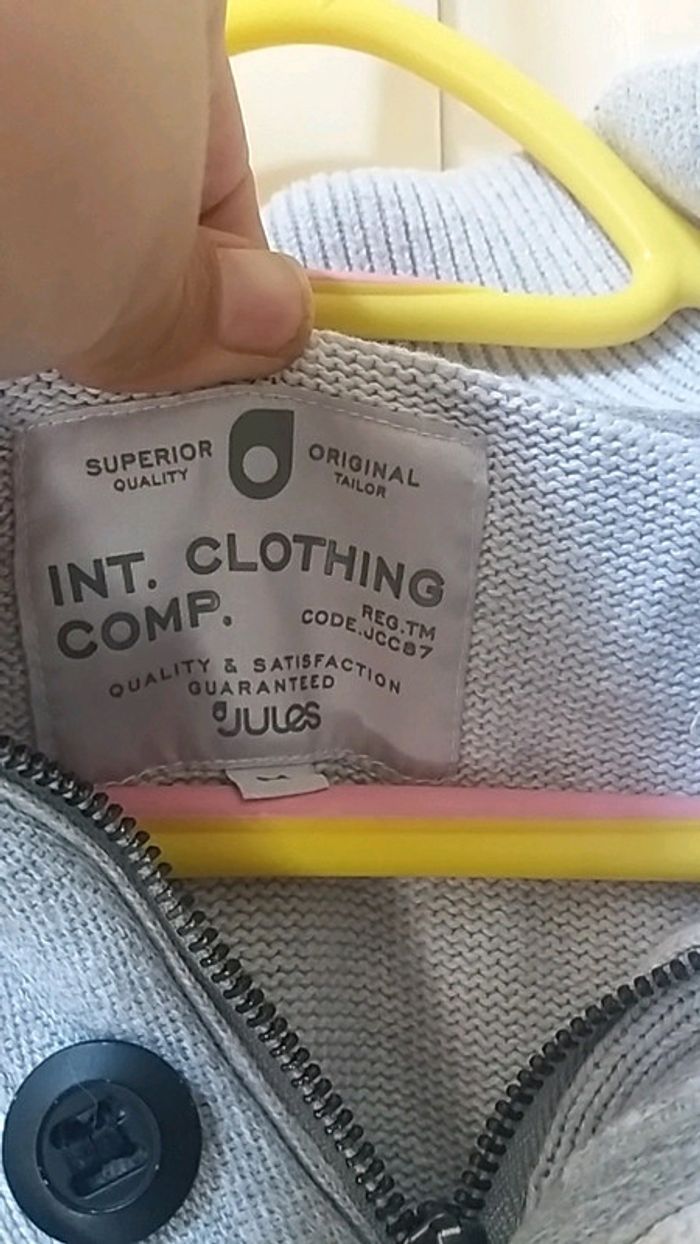 SUPERIOR ORIGINAL
QUALITY TAILOR
INT. CLOTHING
COMP.
REG.TM
CODE.JCC87
QUALITY & SATISFACTION
GUARANTEED
JULES